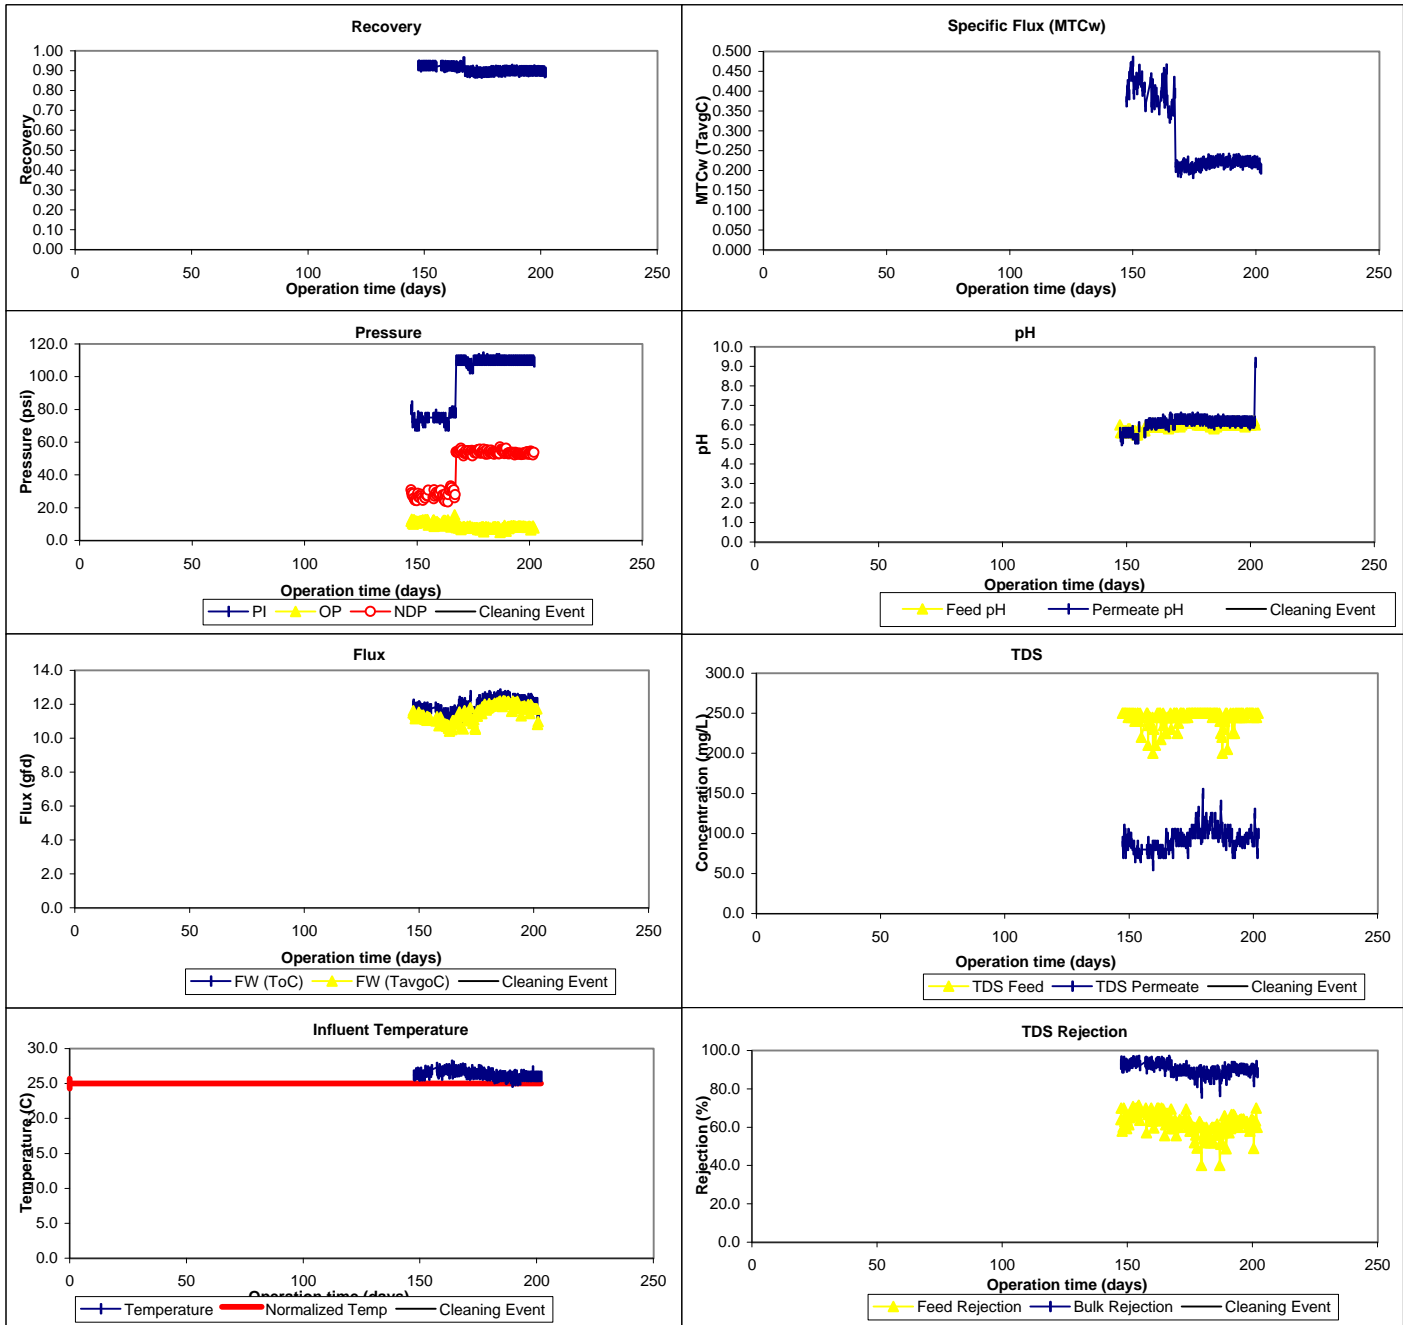 Recovery
1.00
0.90
0.80
0.70
0.60
0.50
0.40
0.30
0.20
0.10
0.00
Recovery
0 50 100 150 200 250
Operation time (days)
Specific Flux (MTCw)
0.500
0.450
0.400
0.350
0.300
0.250
0.200
0.150
0.100
0.050
0.000
MTCw (TavgC)
0 50 100 150 200 250
Operation time (days)
Pressure
120.0
100.0
80.0
60.0
40.0
20.0
0.0
Pressure (psi)
0 50 100 150 200 250
Operation time (days)
PI OP NDP Cleaning Event
pH
10.0
9.0
8.0
7.0
6.0
5.0
4.0
3.0
2.0
1.0
0.0
pH
0 50 100 150 200 250
Operation time (days)
Feed pH Permeate pH Cleaning Event
Flux
14.0
12.0
10.0
8.0
6.0
4.0
2.0
0.0
Flux (gfd)
0 50 100 150 200 250
Operation time (days)
FW (ToC) FW (TavgoC) Cleaning Event
TDS
300.0
250.0
200.0
150.0
100.0
50.0
0.0
Concentration (mg/L)
0 50 100 150 200 250
Operation time (days)
TDS Feed TDS Permeate Cleaning Event
Influent Temperature
30.0
25.0
20.0
15.0
10.0
5.0
0.0
Temperature (C)
0 50 100 150 200 250
Operation time (days)
Temperature Normalized Temp Cleaning Event
TDS Rejection
100.0
80.0
60.0
40.0
20.0
0.0
Rejection (%)
0 50 100 150 200 250
Operation time (days)
Feed Rejection Bulk Rejection Cleaning Event